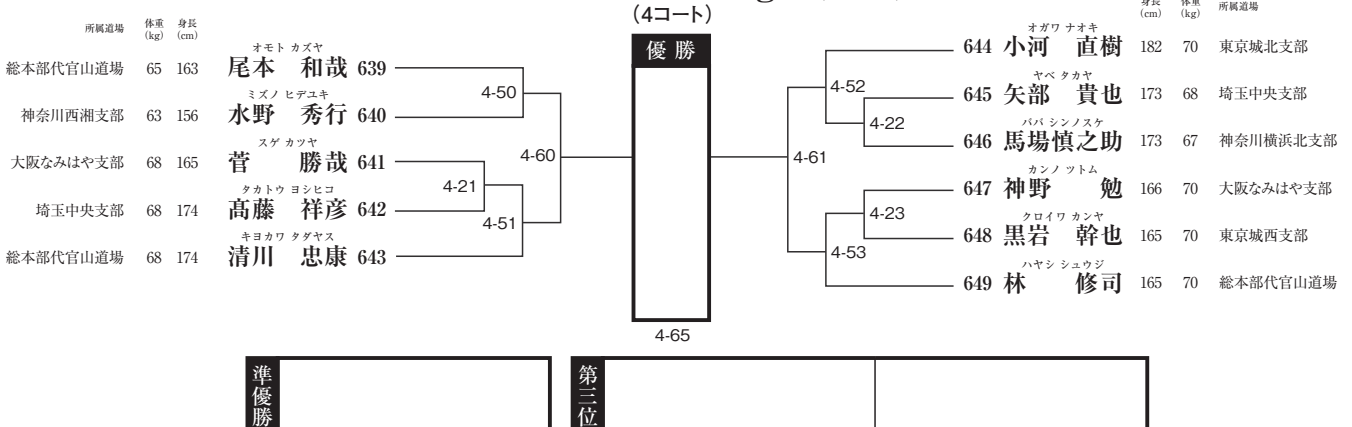 (4コート)
所属道場 体重(kg) 身長(cm)
オモト カズヤ
総本部代官山道場 65 163 尾本 和哉 639
ミズノ ヒデユキ
神奈川西湘支部 63 156 水野 秀行 640
スゲ カツヤ
大阪なみはや支部 68 165 菅 勝哉 641
タカトウ ヨシヒコ
埼玉中央支部 68 174 髙藤 祥彦 642
キヨカワ タダヤス
総本部代官山道場 68 174 清川 忠康 643
4-50
4-21
4-51
4-60
優勝
4-65
身長(cm) 体重(kg) 所属道場
オガワ ナオキ
644 小河 直樹 182 70 東京城北支部
ヤベ タカヤ
645 矢部 貴也 173 68 埼玉中央支部
ババ シンノスケ
646 馬場慎之助 173 67 神奈川横浜北支部
カンノ ツトム
647 神野 勉 166 70 大阪なみはや支部
クロイワ カンヤ
648 黒岩 幹也 165 70 東京城西支部
ハヤシ シュウジ
649 林 修司 165 70 総本部代官山道場
4-52
4-22
4-61
4-23
4-53
準優勝
第三位